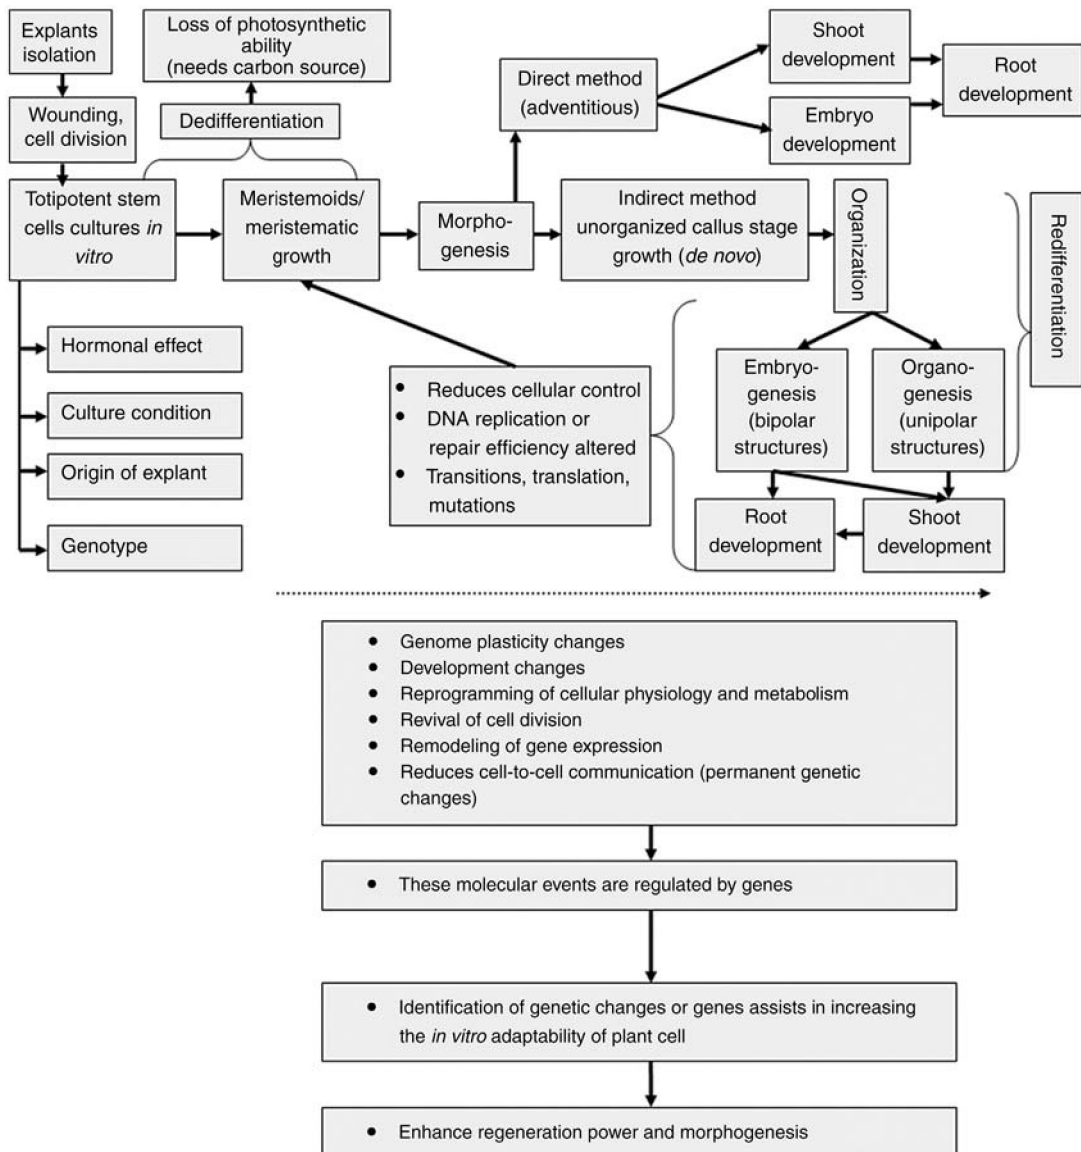 Explants
isolation
Wounding,
cell division
Loss of photosynthetic
ability
(needs carbon source)
Dedifferentiation
Totipotent stem
cells cultures in
vitro
Meristemoids/
meristematic
growth
Morpho-
genesis
Direct method
(adventitious)
Shoot
development
Embryo
development
Root
development
Indirect method
unorganized callus stage
growth (de novo)
Organization
Redifferentiation
Embryo-
genesis
(bipolar
structures)
Organo-
genesis
(unipolar
structures)
Root
development
Shoot
development
Hormonal effect
Culture condition
Origin of explant
Genotype
• Reduces cellular control
• DNA replication or
repair efficiency altered
• Transitions, translation,
mutations
• Genome plasticity changes
• Development changes
• Reprogramming of cellular physiology and metabolism
• Revival of cell division
• Remodeling of gene expression
• Reduces cell-to-cell communication (permanent genetic
changes)
• These molecular events are regulated by genes
• Identification of genetic changes or genes assists in increasing
the in vitro adaptability of plant cell
• Enhance regeneration power and morphogenesis